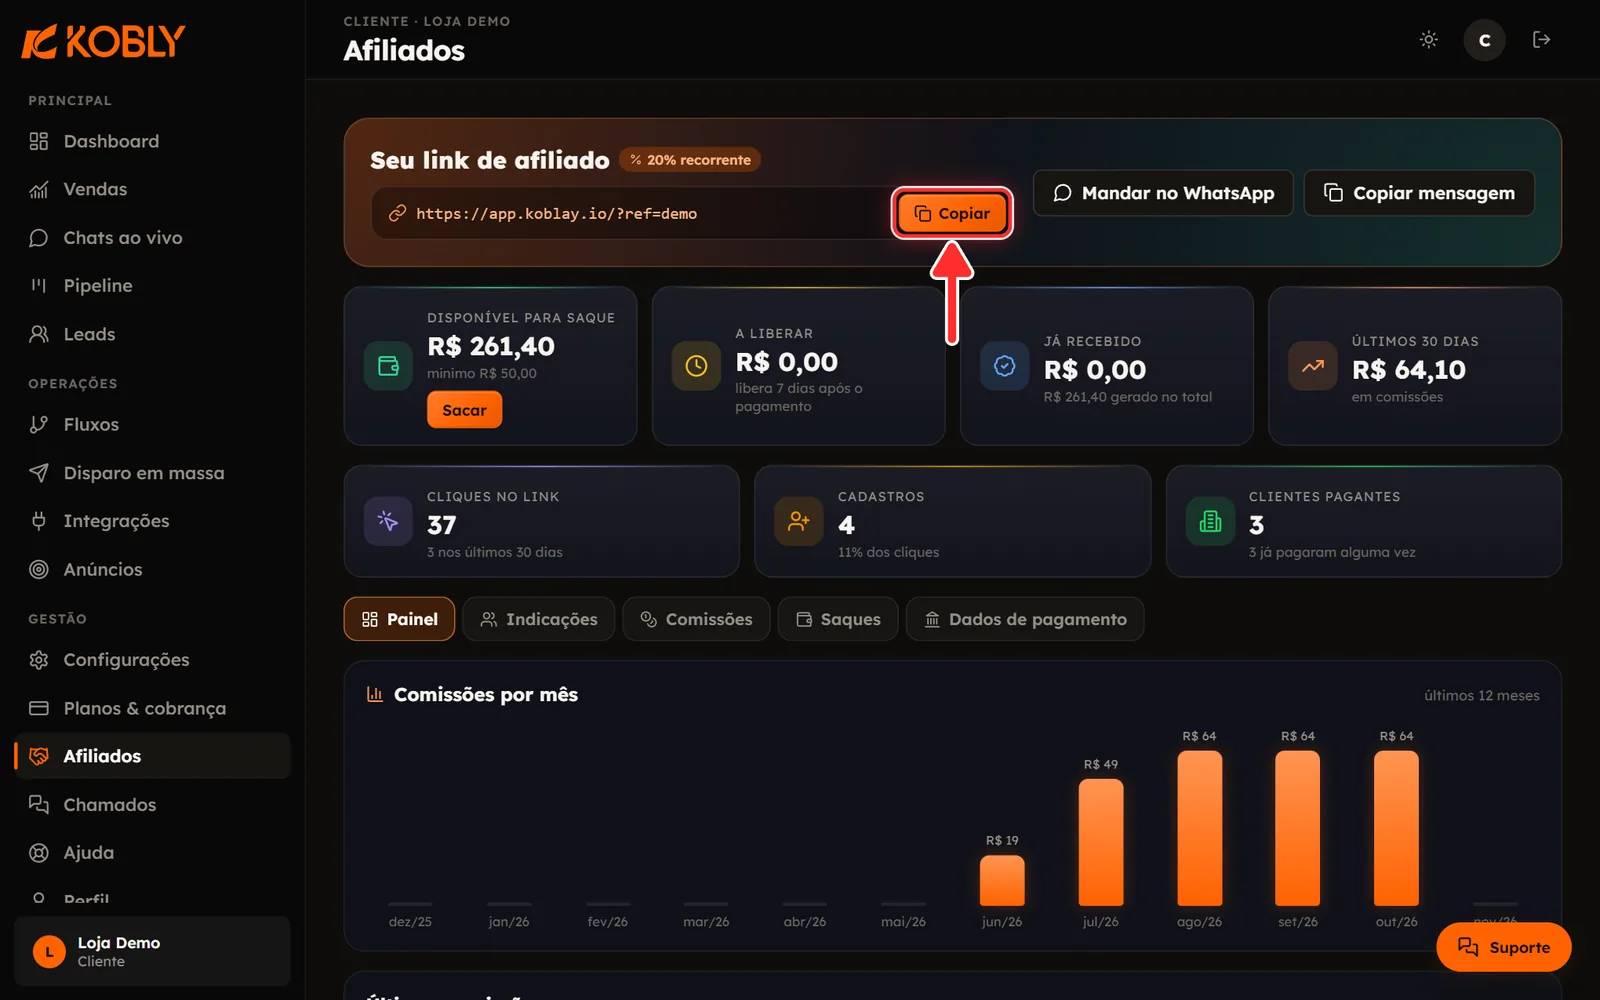 KOBLY
PRINCIPAL
Dashboard
Vendas
Chats ao vivo
Pipeline
Leads
OPERAÇÕES
Fluxos
Disparo em massa
Integrações
Anúncios
GESTÃO
Configurações
Planos & cobrança
Afiliados
Chamados
Ajuda
Perfil
L
Loja Demo
Cliente
CLIENTE · LOJA DEMO
Afiliados
C
Seu link de afiliado
% 20% recorrente
https://app.koblay.io/?ref=demo
Copiar
Mandar no WhatsApp
Copiar mensagem
DISPONÍVEL PARA SAQUE
R$ 261,40
mínimo R$ 50,00
Sacar
A LIBERAR
R$ 0,00
libera 7 dias após o
pagamento
JÁ RECEBIDO
R$ 0,00
R$ 261,40 gerado no total
ÚLTIMOS 30 DIAS
R$ 64,10
em comissões
CLIQUES NO LINK
37
3 nos últimos 30 dias
CADASTROS
4
11% dos cliques
CLIENTES PAGANTES
3
3 já pagaram alguma vez
Painel
Indicações
Comissões
Saques
Dados de pagamento
Comissões por mês
últimos 12 meses
R$ 19
R$ 49
R$ 64
R$ 64
R$ 64
dez/25
jan/26
fev/26
mar/26
abr/26
mai/26
jun/26
jul/26
ago/26
set/26
out/26
nov/26
Suporte